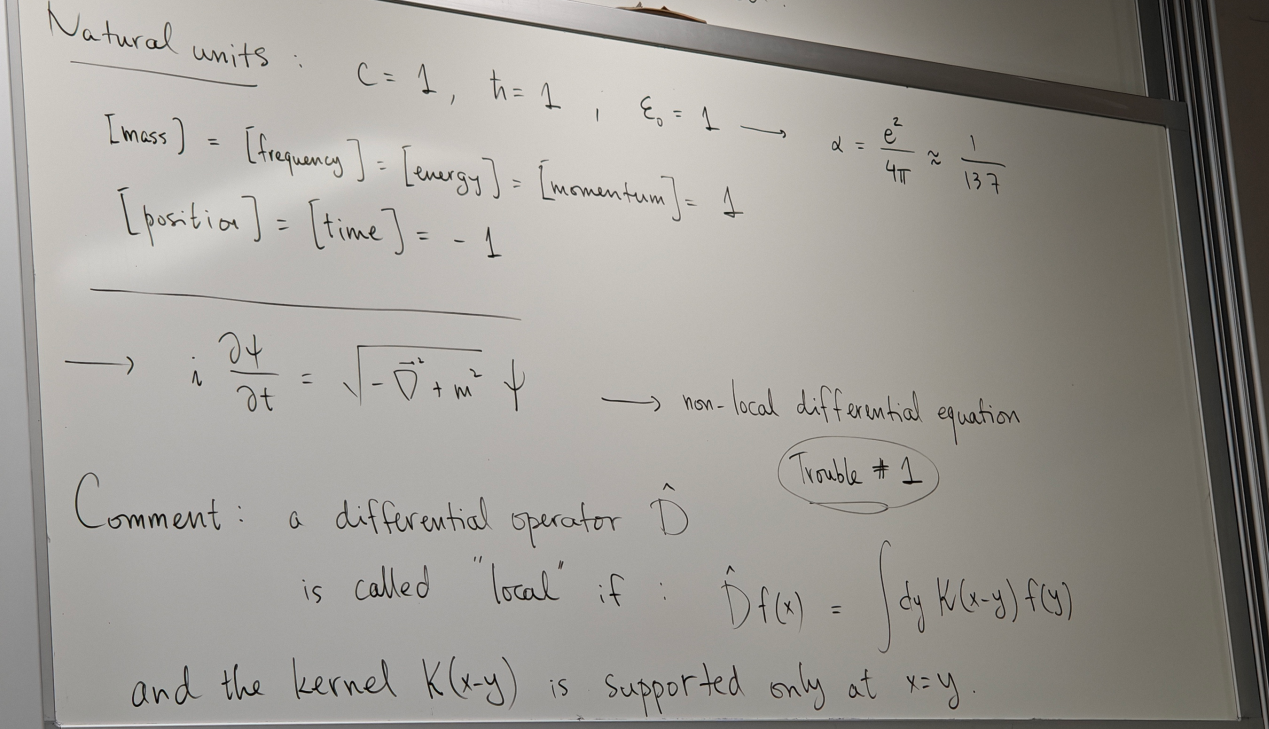 Natural units : c = 1 , ħ = 1 , ε₀ = 1 ⟶ α = e²/4π ≈ 1/137
[mass] = [frequency] = [energy] = [momentum] = 1
[position] = [time] = - 1
⟶ i ∂ψ/∂t = √(-∇⃗² + m²) ψ ⟶ non-local differential equation
Trouble # 1
Comment : a differential operator D̂
is called "local" if : D̂ f(x) = ∫ dy K(x-y) f(y)
and the kernel K(x-y) is supported only at x=y.